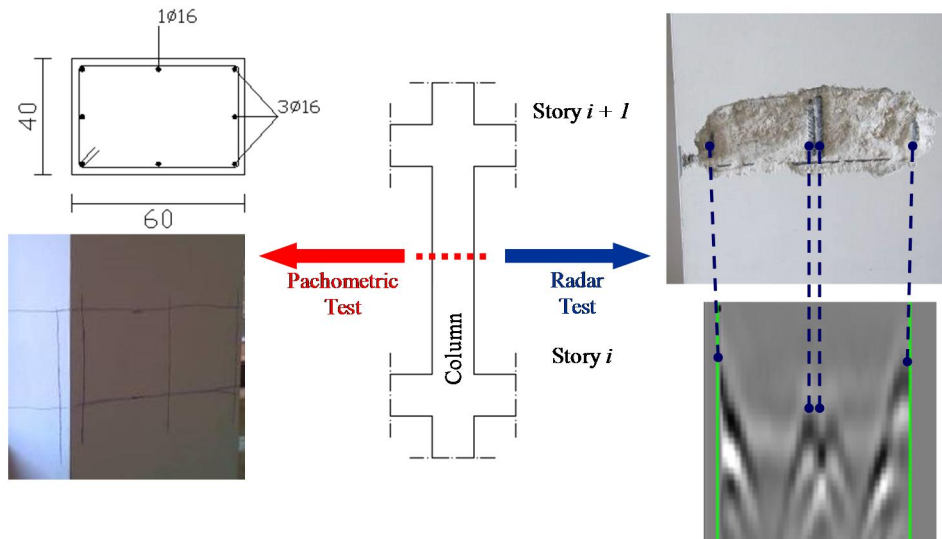 1ø16
40
3ø16
60
Story i + 1
Pachometric
Test
Radar
Test
Column
Story i